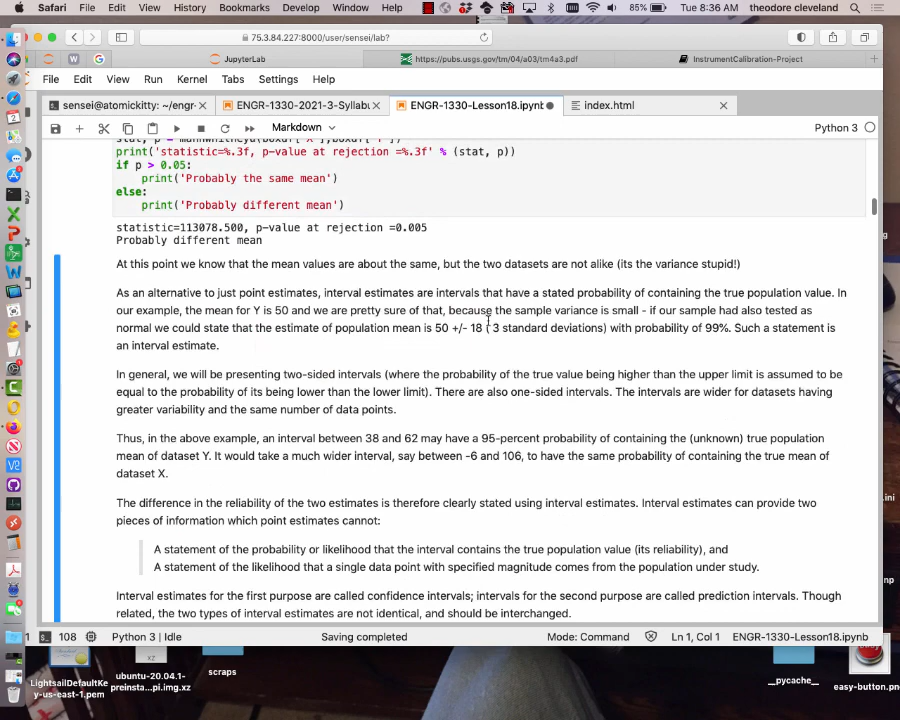 Safari File Edit View History Bookmarks Develop Window Help 85% Tue 8:36 AM theodore cleveland
75.3.84.227:8000/user/sensei/lab?
JupyterLab https://pubs.usgs.gov/tm/04/a03/tm4a3.pdf InstrumentCalibration-Project
File Edit View Run Kernel Tabs Settings Help
sensei@atomickitty: ~/engr- ENGR-1330-2021-3-Syllabu ENGR-1330-Lesson18.ipynb index.html
Markdown Python 3
print('statistic=%.3f, p-value at rejection =%.3f' % (stat, p))
if p > 0.05:
print('Probably the same mean')
else:
print('Probably different mean')
statistic=113078.500, p-value at rejection =0.005
Probably different mean
At this point we know that the mean values are about the same, but the two datasets are not alike (its the variance stupid!)
As an alternative to just point estimates, interval estimates are intervals that have a stated probability of containing the true population value. In
our example, the mean for Y is 50 and we are pretty sure of that, because the sample variance is small - if our sample had also tested as
normal we could state that the estimate of population mean is 50 +/- 18 ( 3 standard deviations) with probability of 99%. Such a statement is
an interval estimate.
In general, we will be presenting two-sided intervals (where the probability of the true value being higher than the upper limit is assumed to be
equal to the probability of its being lower than the lower limit). There are also one-sided intervals. The intervals are wider for datasets having
greater variability and the same number of data points.
Thus, in the above example, an interval between 38 and 62 may have a 95-percent probability of containing the (unknown) true population
mean of dataset Y. It would take a much wider interval, say between -6 and 106, to have the same probability of containing the true mean of
dataset X.
The difference in the reliability of the two estimates is therefore clearly stated using interval estimates. Interval estimates can provide two
pieces of information which point estimates cannot:
A statement of the probability or likelihood that the interval contains the true population value (its reliability), and
A statement of the likelihood that a single data point with specified magnitude comes from the population under study.
Interval estimates for the first purpose are called confidence intervals; intervals for the second purpose are called prediction intervals. Though
related, the two types of interval estimates are not identical, and should be interchanged.
108 Python 3 | Idle Saving completed Mode: Command Ln 1, Col 1 ENGR-1330-Lesson18.ipynb
LightsailDefaultKe
y-us-east-1.pem
ubuntu-20.04.1-
preinsta...pi.img.xz
scraps
__pycache__
easy-button.pn